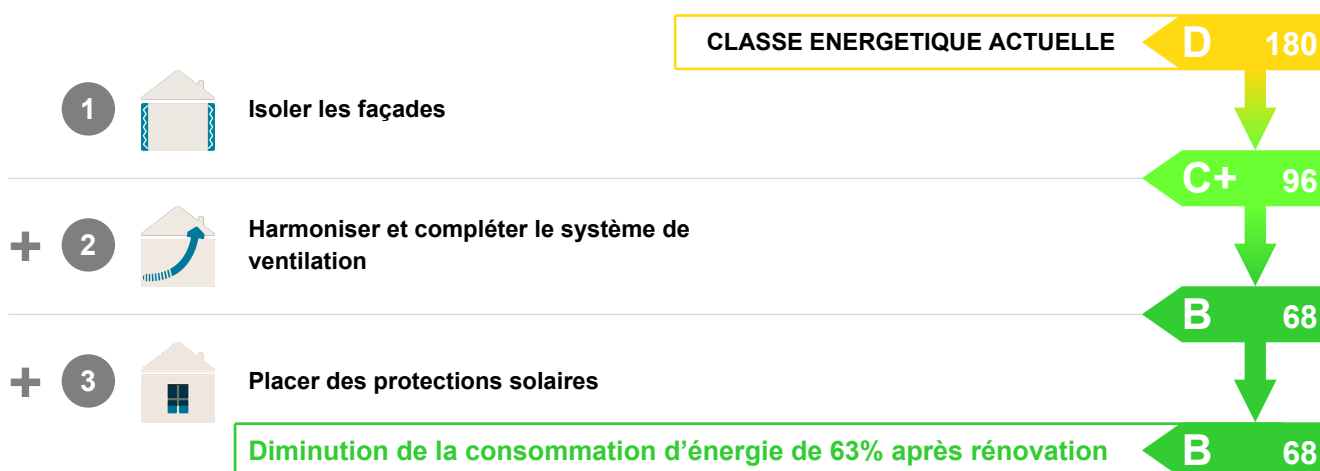 CLASSE ENERGETIQUE ACTUELLE D 180
1 Isoler les façades
C+ 96
+ 2 Harmoniser et compléter le système de
ventilation
B 68
+ 3 Placer des protections solaires
Diminution de la consommation d’énergie de 63% après rénovation B 68